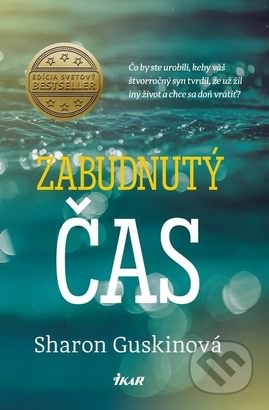 EDÍCIA SVETOVÝ
BESTSELLER
Čo by ste urobili, keby váš
štvorročný syn tvrdil, že už žil
iný život a chce sa doň vrátiť?
ZABUDNUTÝ
ČAS
Sharon Guskinová
IKAR
m